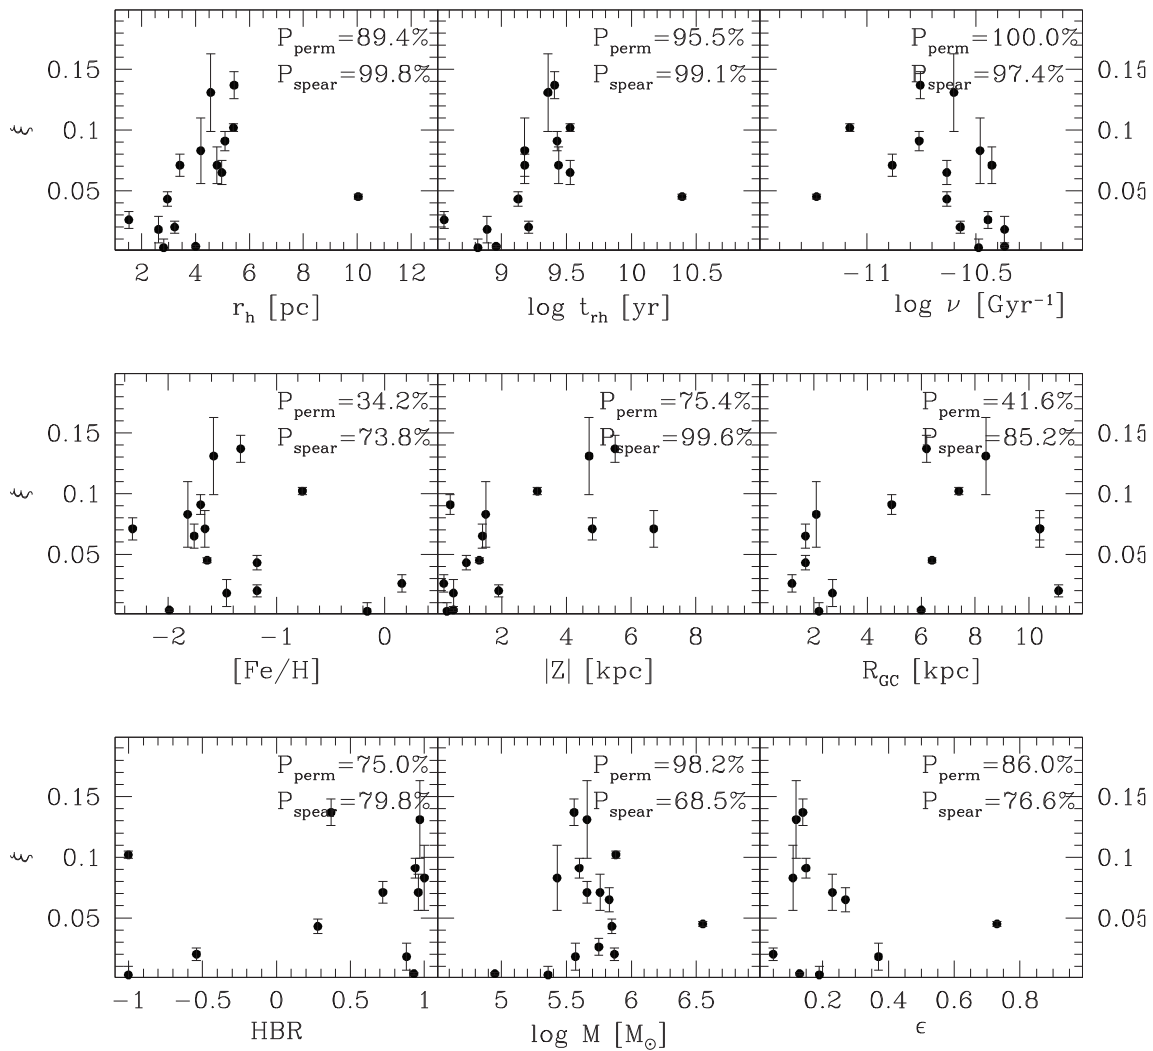 P_perm=89.4% P_perm=95.5% P_perm=100.0%
P_spear=99.8% P_spear=99.1% P_spear=97.4%
0.15 0.15
ξ 0.1 0.1
0.05 0.05
2 4 6 8 10 12 9 9.5 10 10.5 −11 −10.5
r_h [pc] log t_rh [yr] log ν [Gyr⁻¹]
P_perm=34.2% P_perm=75.4% P_perm=41.6%
P_spear=73.8% P_spear=99.6% P_spear=85.2%
0.15 0.15
ξ 0.1 0.1
0.05 0.05
−2 −1 0 2 4 6 8 2 4 6 8 10
[Fe/H] |Z| [kpc] R_GC [kpc]
P_perm=75.0% P_perm=98.2% P_perm=86.0%
P_spear=79.8% P_spear=68.5% P_spear=76.6%
0.15 0.15
ξ 0.1 0.1
0.05 0.05
−1 −0.5 0 0.5 1 5 5.5 6 6.5 0.2 0.4 0.6 0.8
HBR log M [M_⊙] ϵ